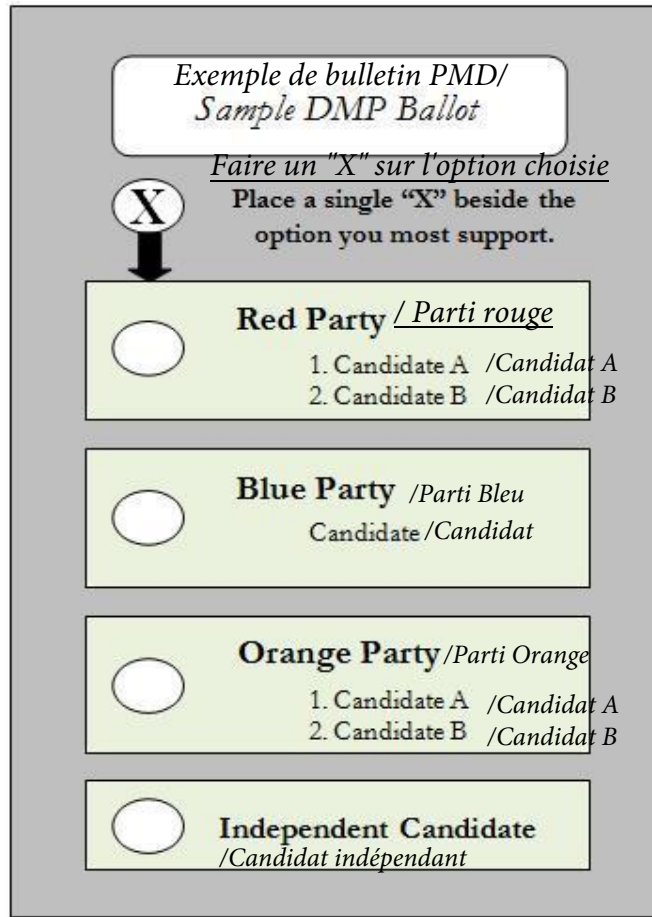 Exemple de bulletin PMD/
Sample DMP Ballot
Faire un "X" sur l'option choisie
X
Place a single “X” beside the
option you most support.
Red Party / Parti rouge
1. Candidate A /Candidat A
2. Candidate B /Candidat B
Blue Party /Parti Bleu
Candidate /Candidat
Orange Party /Parti Orange
1. Candidate A /Candidat A
2. Candidate B /Candidat B
Independent Candidate
/Candidat indépendant